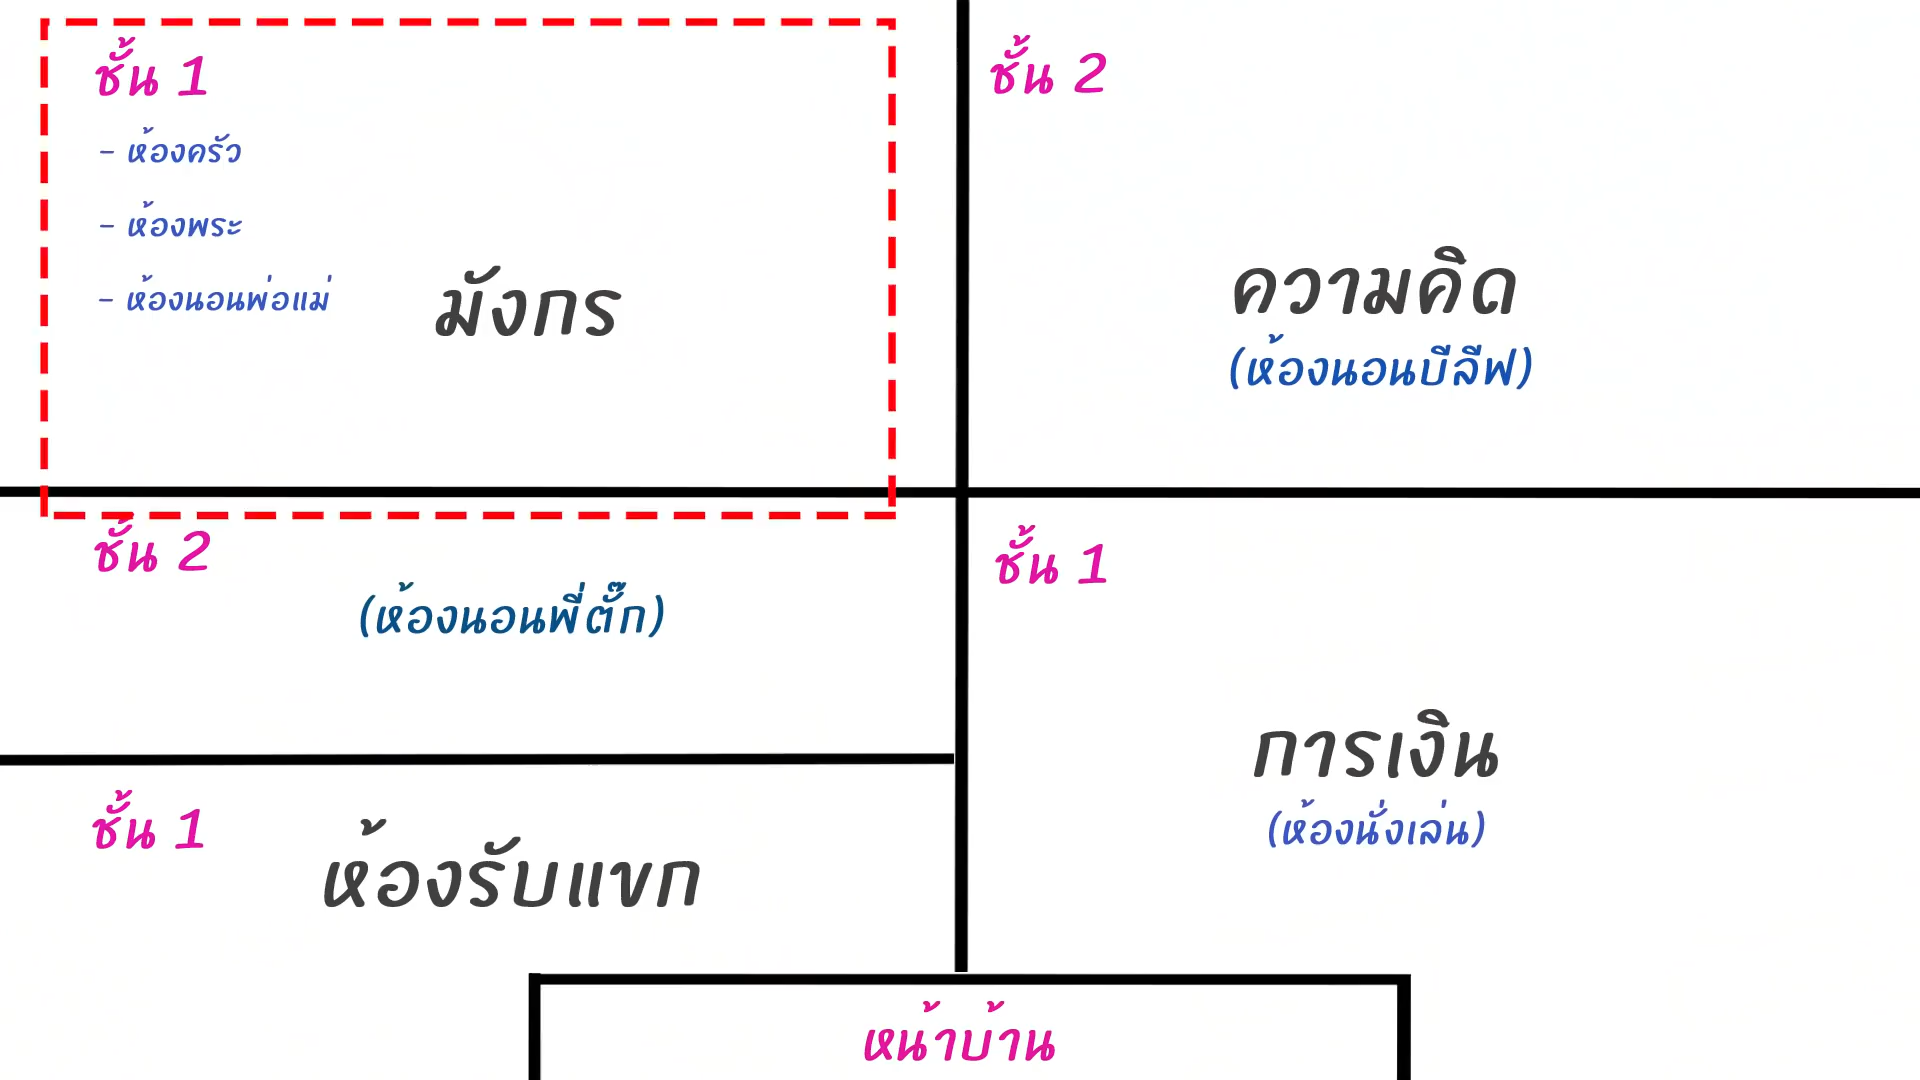 ชั้น 1
- ห้องครัว
- ห้องพระ
- ห้องนอนพ่อแม่
มังกร
ชั้น 2
ความคิด
(ห้องนอนบีลีฟ)
ชั้น 2
(ห้องนอนพี่ตั๊ก)
ชั้น 1
การเงิน
(ห้องนั่งเล่น)
ชั้น 1
ห้องรับแขก
หน้าบ้าน